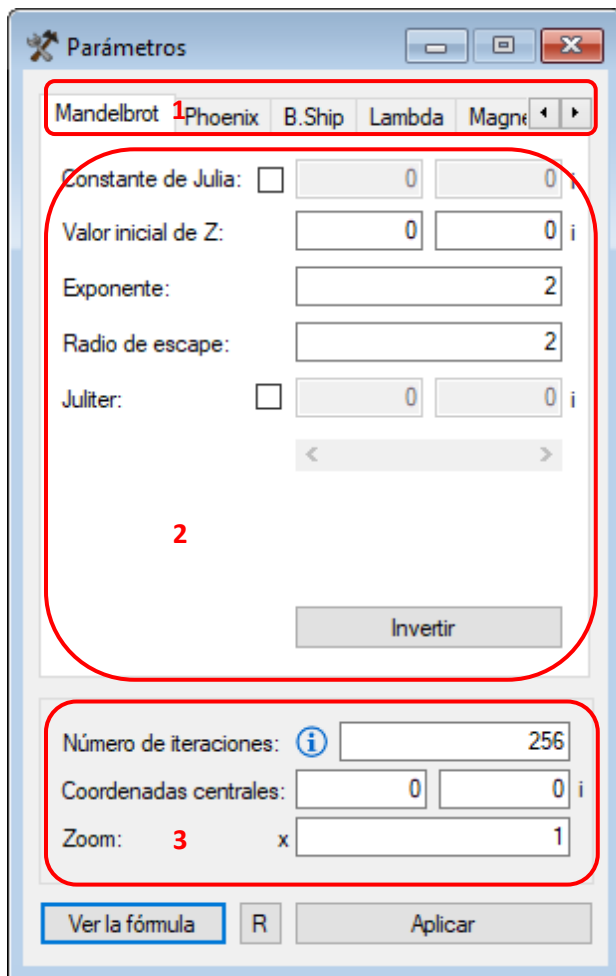 Parámetros
Mandelbrot 1 Phoenix B.Ship Lambda Magne
Constante de Julia: 0 0 i
Valor inicial de Z: 0 0 i
Exponente: 2
Radio de escape: 2
Juliter: 0 0 i
< >
2
Invertir
Número de iteraciones: i 256
Coordenadas centrales: 0 0 i
Zoom: 3 x 1
Ver la fórmula R Aplicar